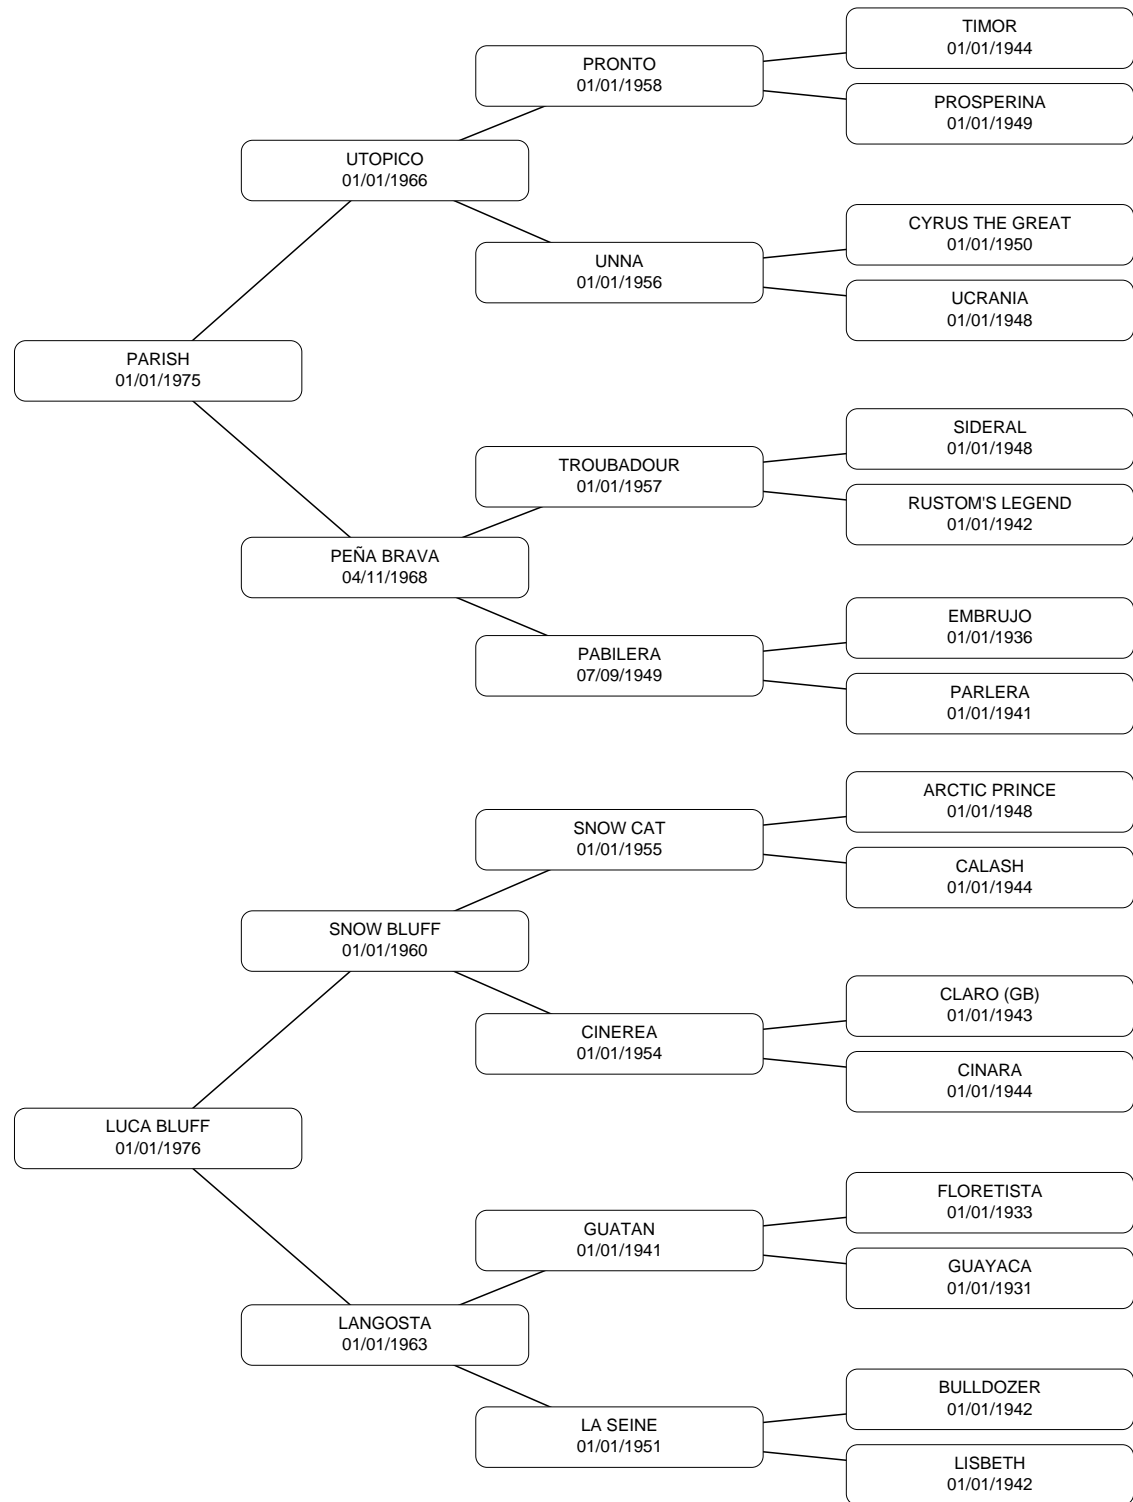 TIMOR
01/01/1944
PRONTO
01/01/1958
PROSPERINA
01/01/1949
UTOPICO
01/01/1966
CYRUS THE GREAT
01/01/1950
UNNA
01/01/1956
UCRANIA
01/01/1948
PARISH
01/01/1975
SIDERAL
01/01/1948
TROUBADOUR
01/01/1957
RUSTOM'S LEGEND
01/01/1942
PEÑA BRAVA
04/11/1968
EMBRUJO
01/01/1936
PABILERA
07/09/1949
PARLERA
01/01/1941
ARCTIC PRINCE
01/01/1948
SNOW CAT
01/01/1955
CALASH
01/01/1944
SNOW BLUFF
01/01/1960
CLARO (GB)
01/01/1943
CINEREA
01/01/1954
CINARA
01/01/1944
LUCA BLUFF
01/01/1976
FLORETISTA
01/01/1933
GUATAN
01/01/1941
GUAYACA
01/01/1931
LANGOSTA
01/01/1963
BULLDOZER
01/01/1942
LA SEINE
01/01/1951
LISBETH
01/01/1942